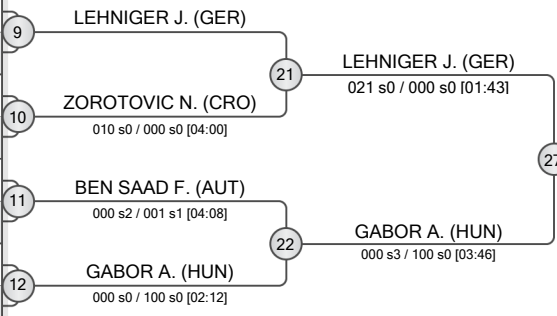 9
LEHNIGER J. (GER)
21
LEHNIGER J. (GER)
021 s0 / 000 s0 [01:43]
10
ZOROTOVIC N. (CRO)
010 s0 / 000 s0 [04:00]
27
11
BEN SAAD F. (AUT)
000 s2 / 001 s1 [04:08]
22
GABOR A. (HUN)
000 s3 / 100 s0 [03:46]
12
GABOR A. (HUN)
000 s0 / 100 s0 [02:12]